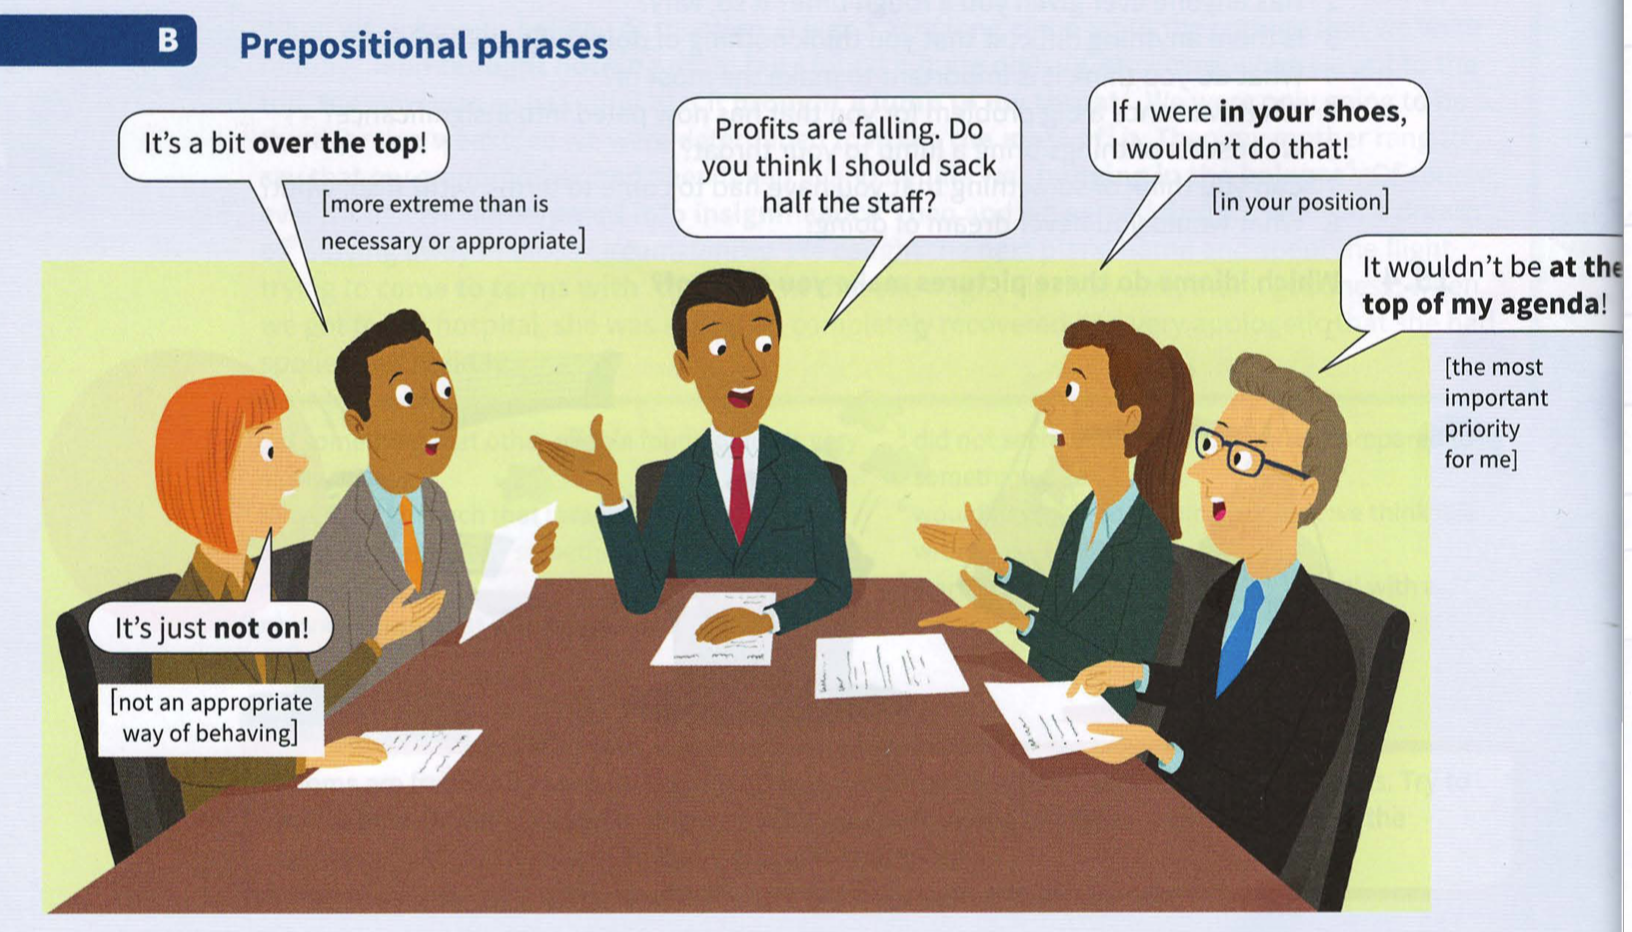 B Prepositional phrases
It's a bit over the top!
[more extreme than is
necessary or appropriate]
Profits are falling. Do
you think I should sack
half the staff?
If I were in your shoes,
I wouldn't do that!
[in your position]
It wouldn't be at the
top of my agenda!
[the most
important
priority
for me]
It's just not on!
[not an appropriate
way of behaving]